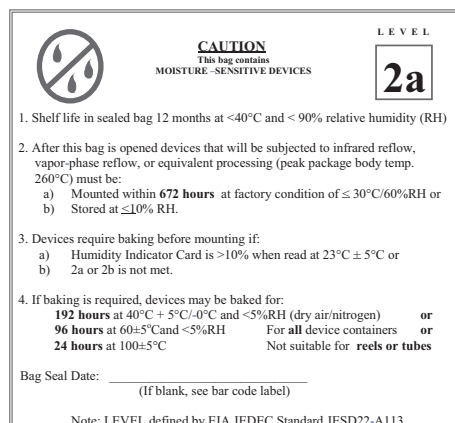 LEVEL
CAUTION
This bag contains
MOISTURE –SENSITIVE DEVICES
2a
1. Shelf life in sealed bag 12 months at <40°C and < 90% relative humidity (RH)
2. After this bag is opened devices that will be subjected to infrared reflow,
vapor-phase reflow, or equivalent processing (peak package body temp.
260°C) must be:
a) Mounted within 672 hours at factory condition of ≤ 30°C/60%RH or
b) Stored at ≤10% RH.
3. Devices require baking before mounting if:
a) Humidity Indicator Card is >10% when read at 23°C ± 5°C or
b) 2a or 2b is not met.
4. If baking is required, devices may be baked for:
192 hours at 40°C + 5°C/-0°C and <5%RH (dry air/nitrogen) or
96 hours at 60±5°Cand <5%RH For all device containers or
24 hours at 100±5°C Not suitable for reels or tubes
Bag Seal Date:
(If blank, see bar code label)
Note: LEVEL defined by EIA JEDEC Standard JESD22-A113